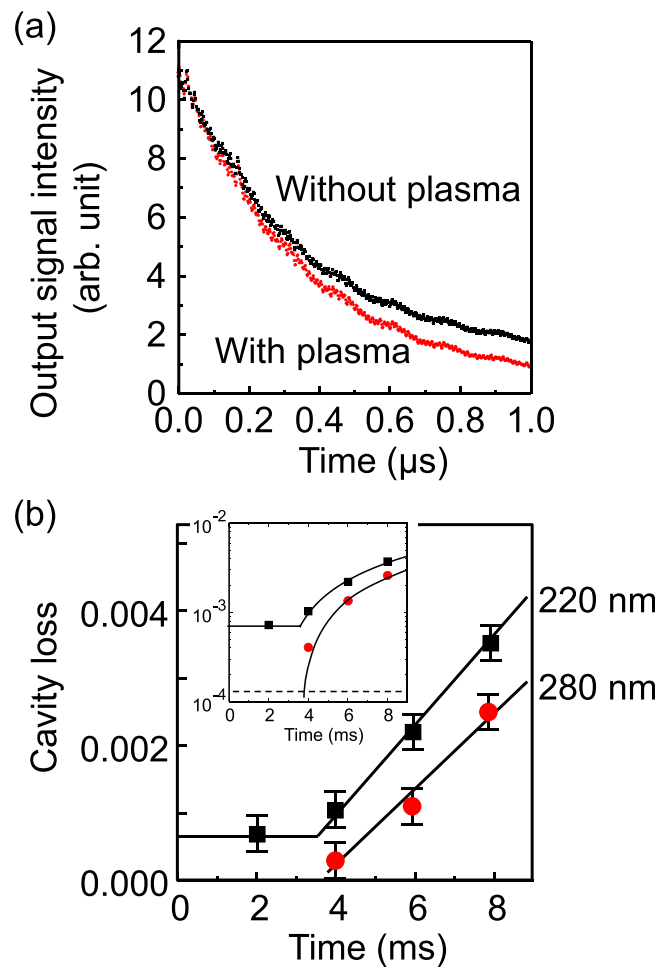 (a)
12
10
8
6
4
2
0
Output signal intensity
(arb. unit)
Without plasma
With plasma
0.0 0.2 0.4 0.6 0.8 1.0
Time (μs)
(b)
0.004
0.002
0.000
Cavity loss
10⁻²
10⁻³
10⁻⁴
0 2 4 6 8
Time (ms)
220 nm
280 nm
0 2 4 6 8
Time (ms)